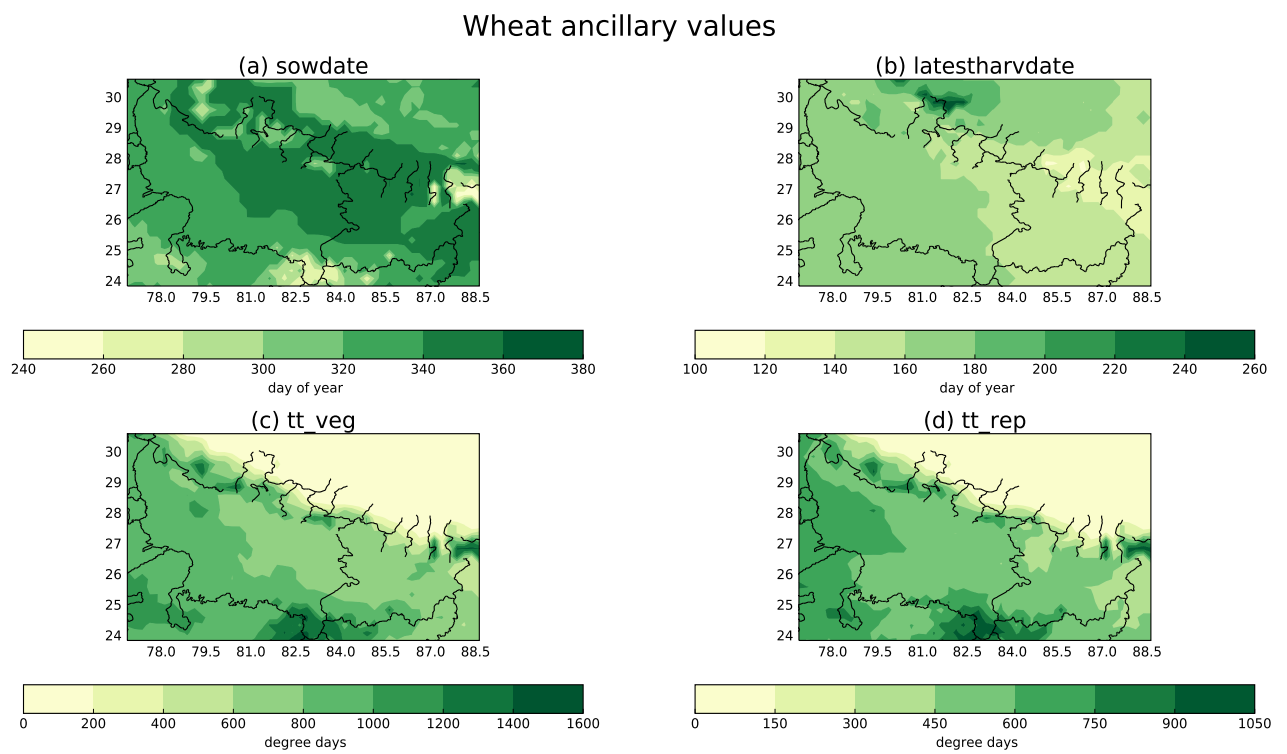 Wheat ancillary values
(a) sowdate
(b) latestharvdate
30
29
28
27
26
25
24
78.0 79.5 81.0 82.5 84.0 85.5 87.0 88.5
30
29
28
27
26
25
24
78.0 79.5 81.0 82.5 84.0 85.5 87.0 88.5
240 260 280 300 320 340 360 380
day of year
100 120 140 160 180 200 220 240 260
day of year
(c) tt_veg
(d) tt_rep
30
29
28
27
26
25
24
78.0 79.5 81.0 82.5 84.0 85.5 87.0 88.5
30
29
28
27
26
25
24
78.0 79.5 81.0 82.5 84.0 85.5 87.0 88.5
0 200 400 600 800 1000 1200 1400 1600
degree days
0 150 300 450 600 750 900 1050
degree days